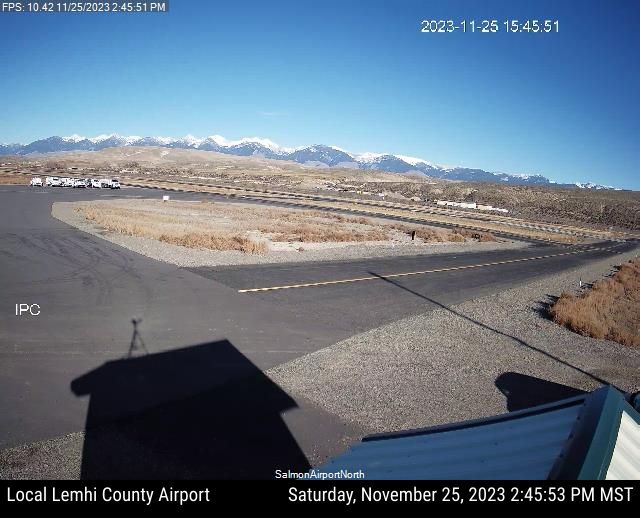 FPS: 10.42 11/25/2023 2:45:51 PM
2023-11-25 15:45:51
IPC
SalmonAirportNorth
Local Lemhi County Airport Saturday, November 25, 2023 2:45:53 PM MST